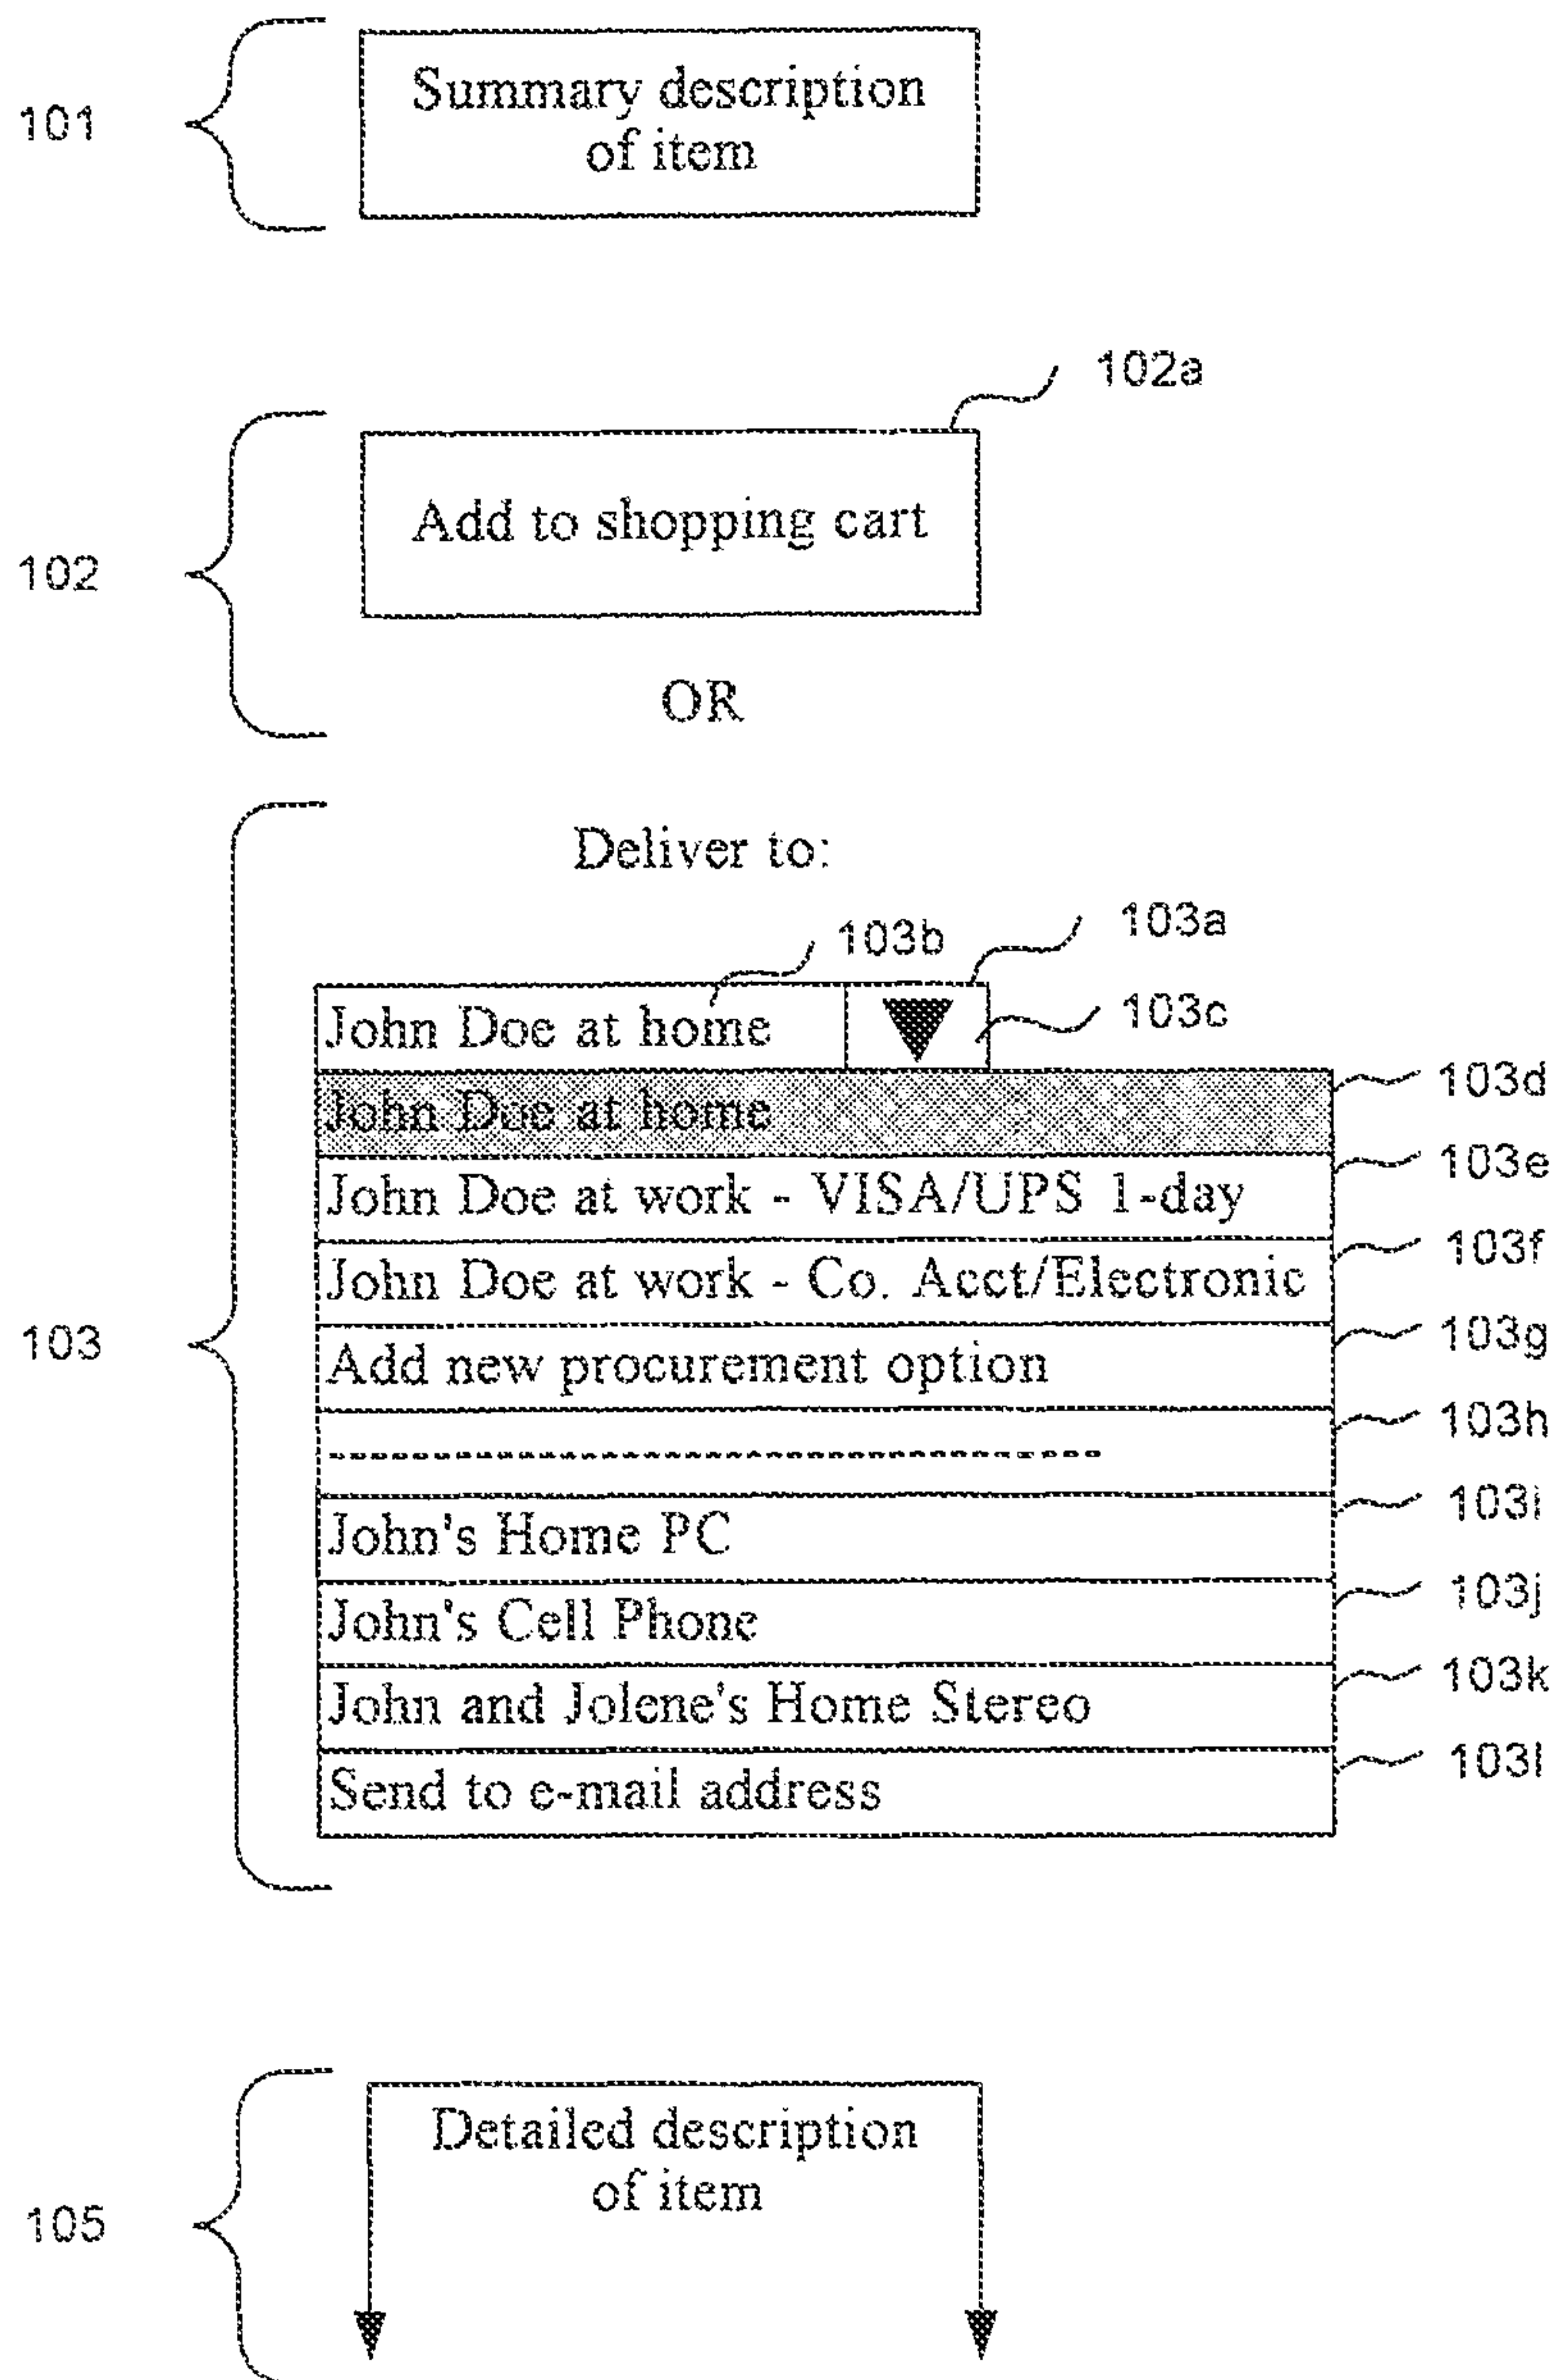 101
Summary description
of item
102a
102
Add to shopping cart
OR
103
Deliver to:
103b
103a
John Doe at home
103c
John Doe at home
103d
John Doe at work - VISA/UPS 1-day
103e
John Doe at work - Co. Acct/Electronic
103f
Add new procurement option
103g
----------------------------------------
103h
John's Home PC
103i
John's Cell Phone
103j
John and Jolene's Home Stereo
103k
Send to e-mail address
103l
105
Detailed description
of item